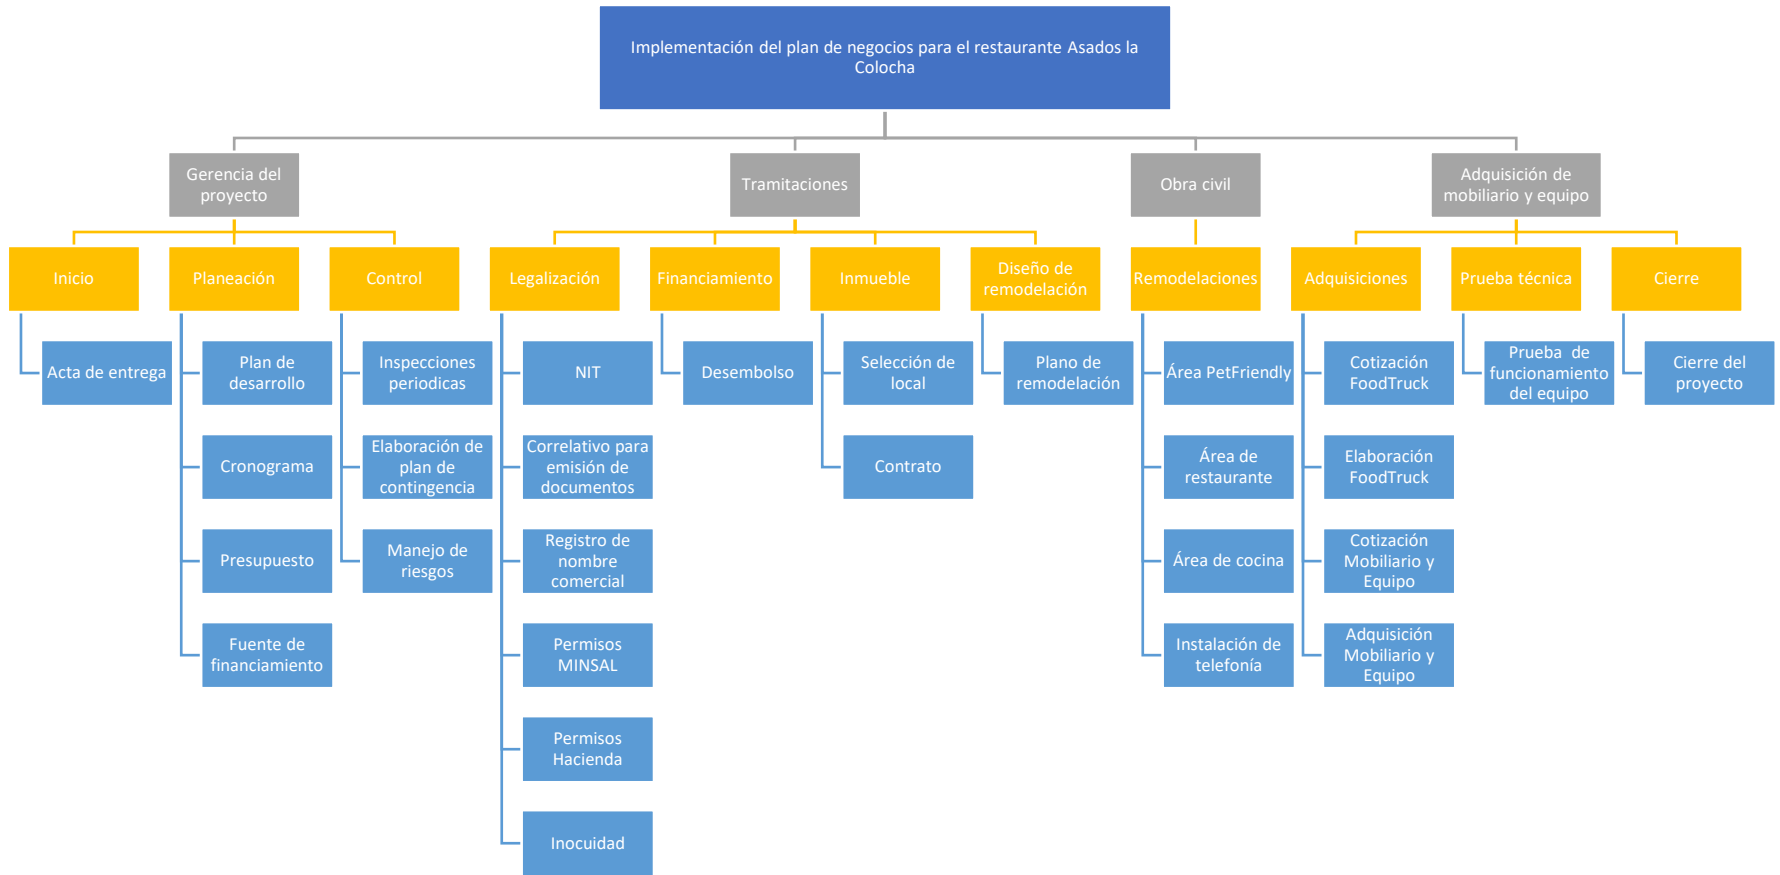 Implementación del plan de negocios para el restaurante Asados la
Colocha
Gerencia del
proyecto
Tramitaciones
Obra civil
Adquisición de
mobiliario y equipo
Inicio
Planeación
Control
Legalización
Financiamiento
Inmueble
Diseño de
remodelación
Remodelaciones
Adquisiciones
Prueba técnica
Cierre
Acta de entrega
Plan de
desarrollo
Inspecciones
periodicas
NIT
Desembolso
Selección de
local
Plano de
remodelación
Área PetFriendly
Cotización
FoodTruck
Prueba de
funcionamiento
del equipo
Cierre del
proyecto
Cronograma
Elaboración de
plan de
contingencia
Correlativo para
emisión de
documentos
Contrato
Área de
restaurante
Elaboración
FoodTruck
Presupuesto
Manejo de
riesgos
Registro de
nombre
comercial
Área de cocina
Cotización
Mobiliario y
Equipo
Fuente de
financiamiento
Permisos
MINSAL
Instalación de
telefonía
Adquisición
Mobiliario y
Equipo
Permisos
Hacienda
Inocuidad